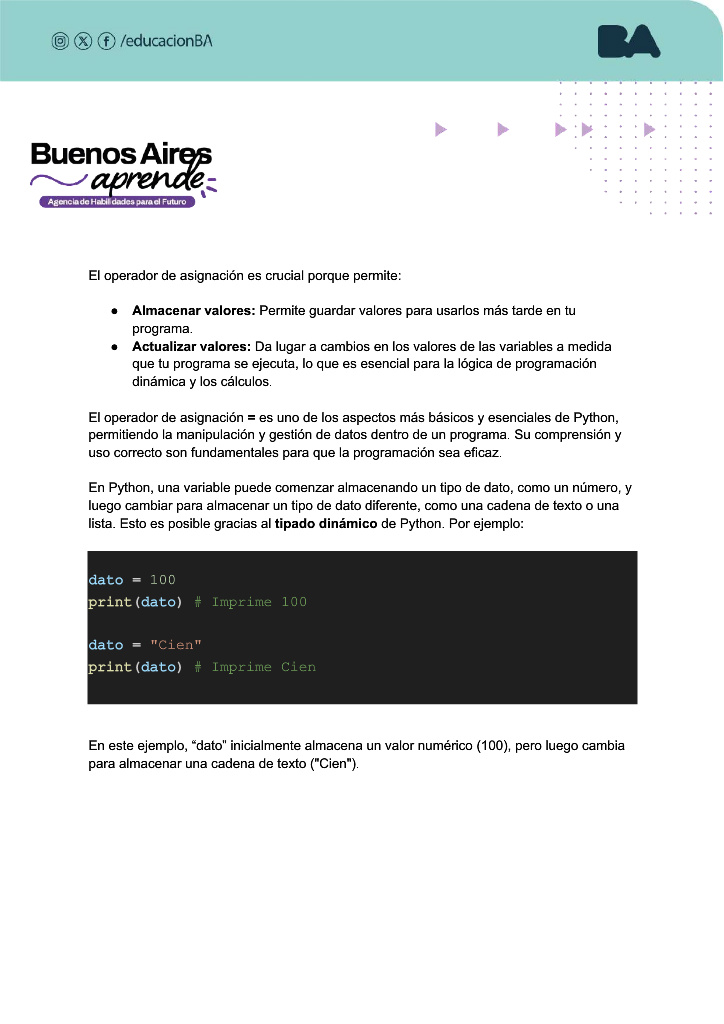 /educacionBA
BA
Buenos Aires
aprende
Agencia de Habilidades para el Futuro
El operador de asignación es crucial porque permite:
● Almacenar valores: Permite guardar valores para usarlos más tarde en tu
programa.
● Actualizar valores: Da lugar a cambios en los valores de las variables a medida
que tu programa se ejecuta, lo que es esencial para la lógica de programación
dinámica y los cálculos.
El operador de asignación = es uno de los aspectos más básicos y esenciales de Python,
permitiendo la manipulación y gestión de datos dentro de un programa. Su comprensión y
uso correcto son fundamentales para que la programación sea eficaz.
En Python, una variable puede comenzar almacenando un tipo de dato, como un número, y
luego cambiar para almacenar un tipo de dato diferente, como una cadena de texto o una
lista. Esto es posible gracias al tipado dinámico de Python. Por ejemplo:
dato = 100
print(dato) # Imprime 100
dato = "Cien"
print(dato) # Imprime Cien
En este ejemplo, “dato” inicialmente almacena un valor numérico (100), pero luego cambia
para almacenar una cadena de texto ("Cien").